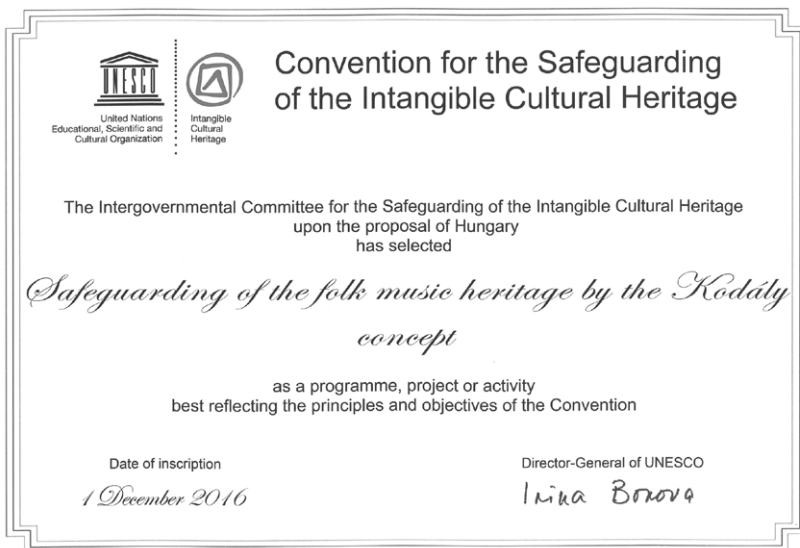 UNESCO
United Nations
Educational, Scientific and
Cultural Organization
Intangible
Cultural
Heritage
Convention for the Safeguarding
of the Intangible Cultural Heritage
The Intergovernmental Committee for the Safeguarding of the Intangible Cultural Heritage
upon the proposal of Hungary
has selected
Safeguarding of the folk music heritage by the Kodály
concept
as a programme, project or activity
best reflecting the principles and objectives of the Convention
Date of inscription
1 December 2016
Director-General of UNESCO
Irina Bokova